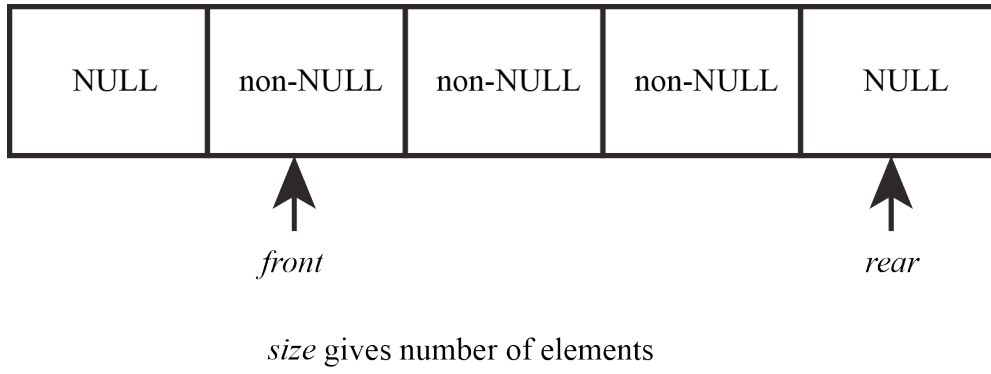 NULL non-NULL non-NULL non-NULL NULL
front rear
size gives number of elements